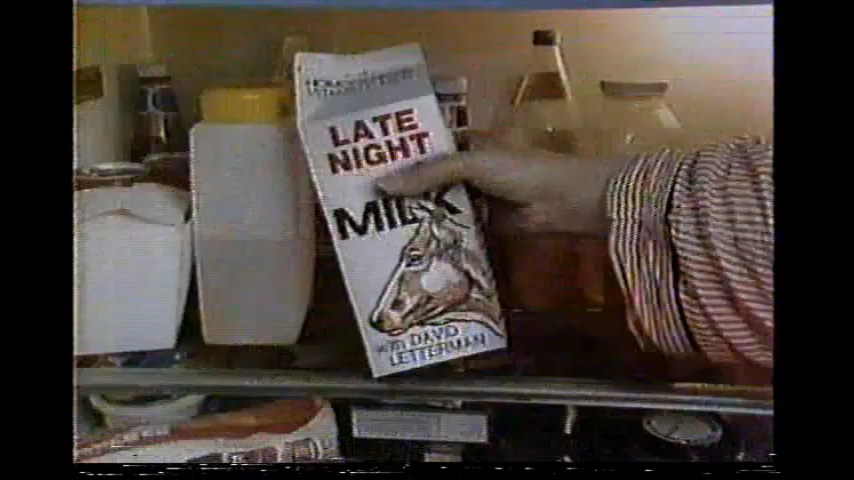 LATE
NIGHT
MILK
WITH DAVID
LETTERMAN